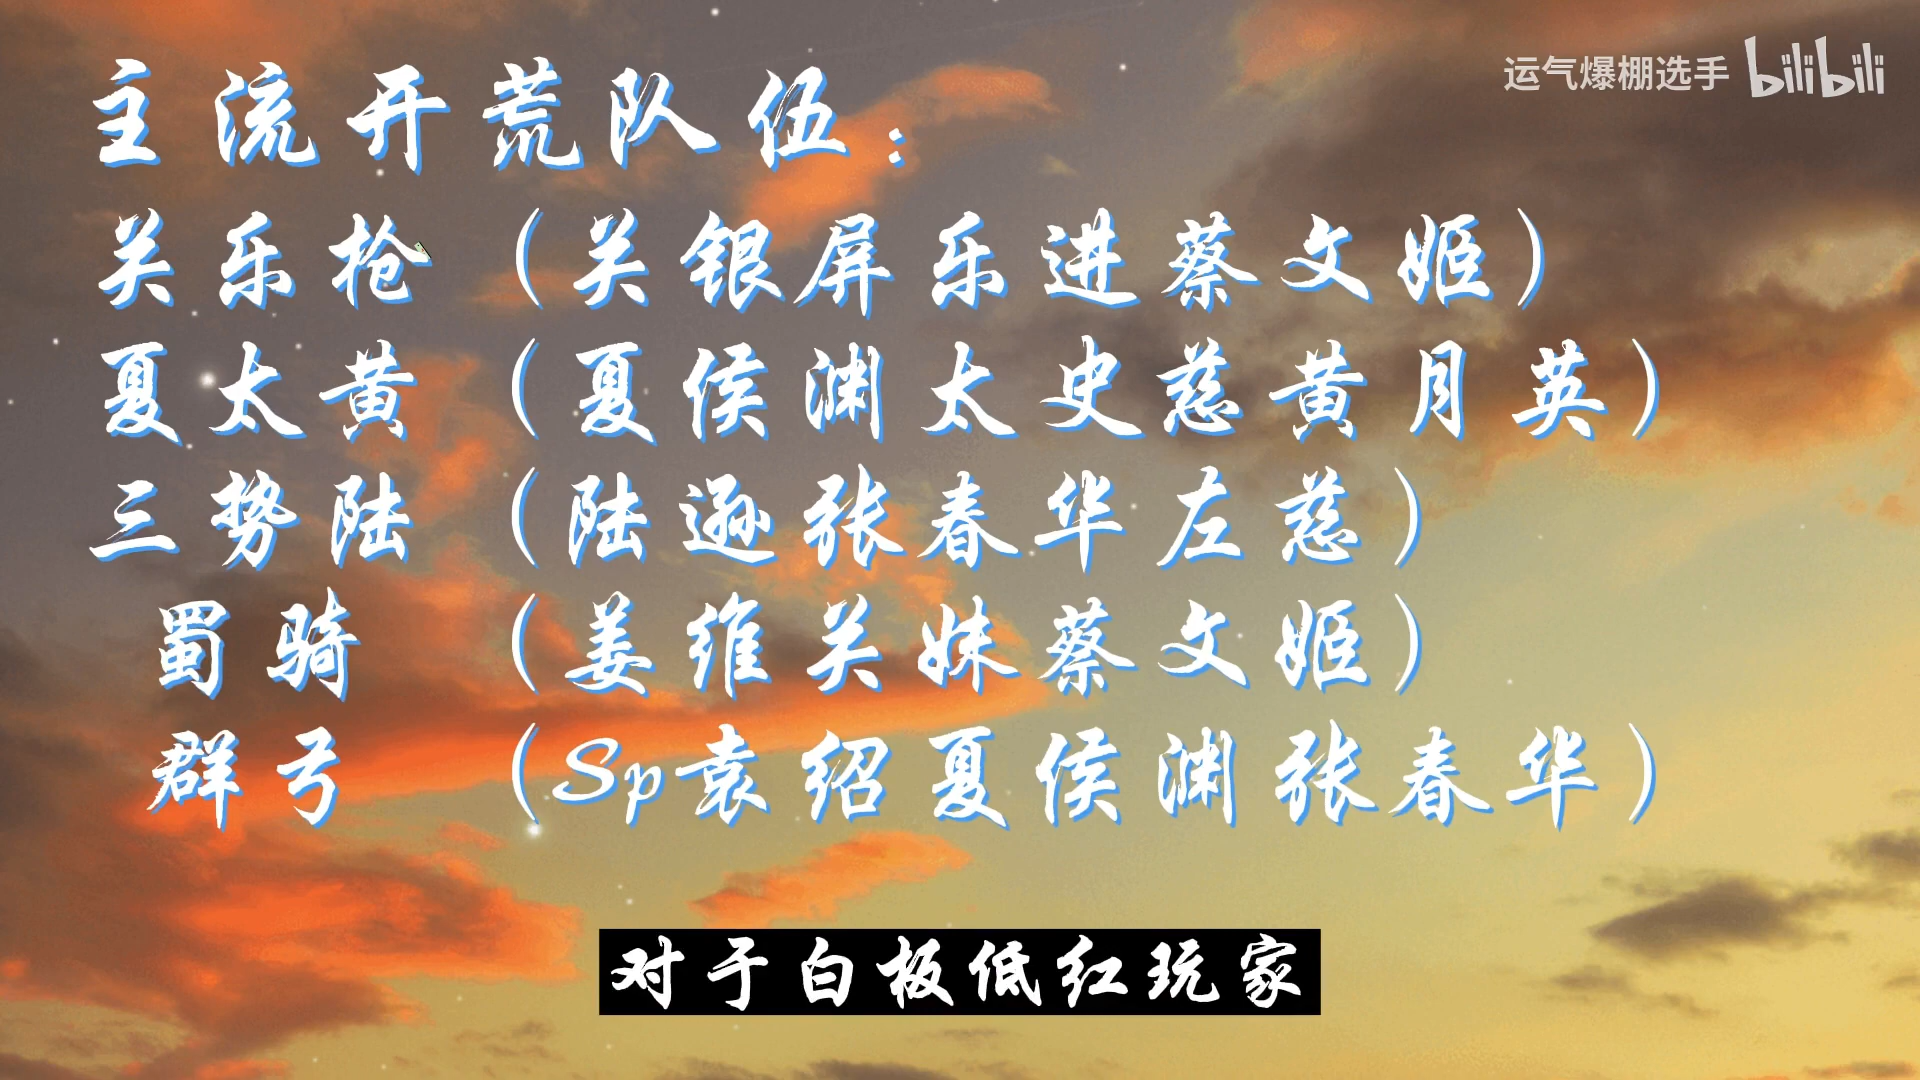 运气爆棚选手 bilibili
主流开荒队伍：
关乐枪（关银屏乐进蔡文姬）
夏太黄（夏侯渊太史慈黄月英）
三势陆（陆逊张春华左慈）
蜀骑（姜维关妹蔡文姬）
群弓（Sp袁绍夏侯渊张春华）
对于白板低红玩家